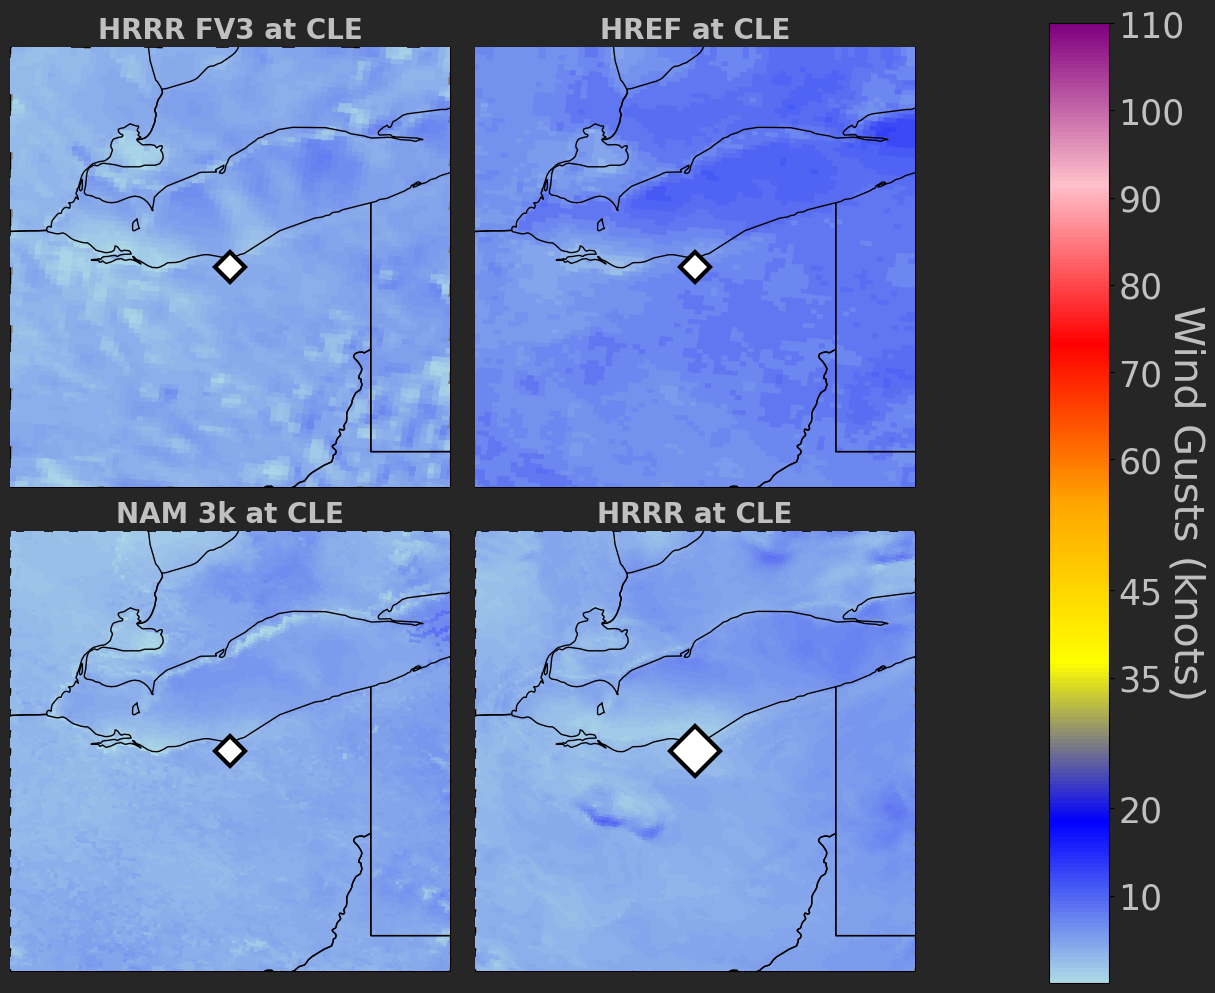 HRRR FV3 at CLE
HREF at CLE
NAM 3k at CLE
HRRR at CLE
110
100
90
80
70
60
45
35
20
10
Wind Gusts (knots)